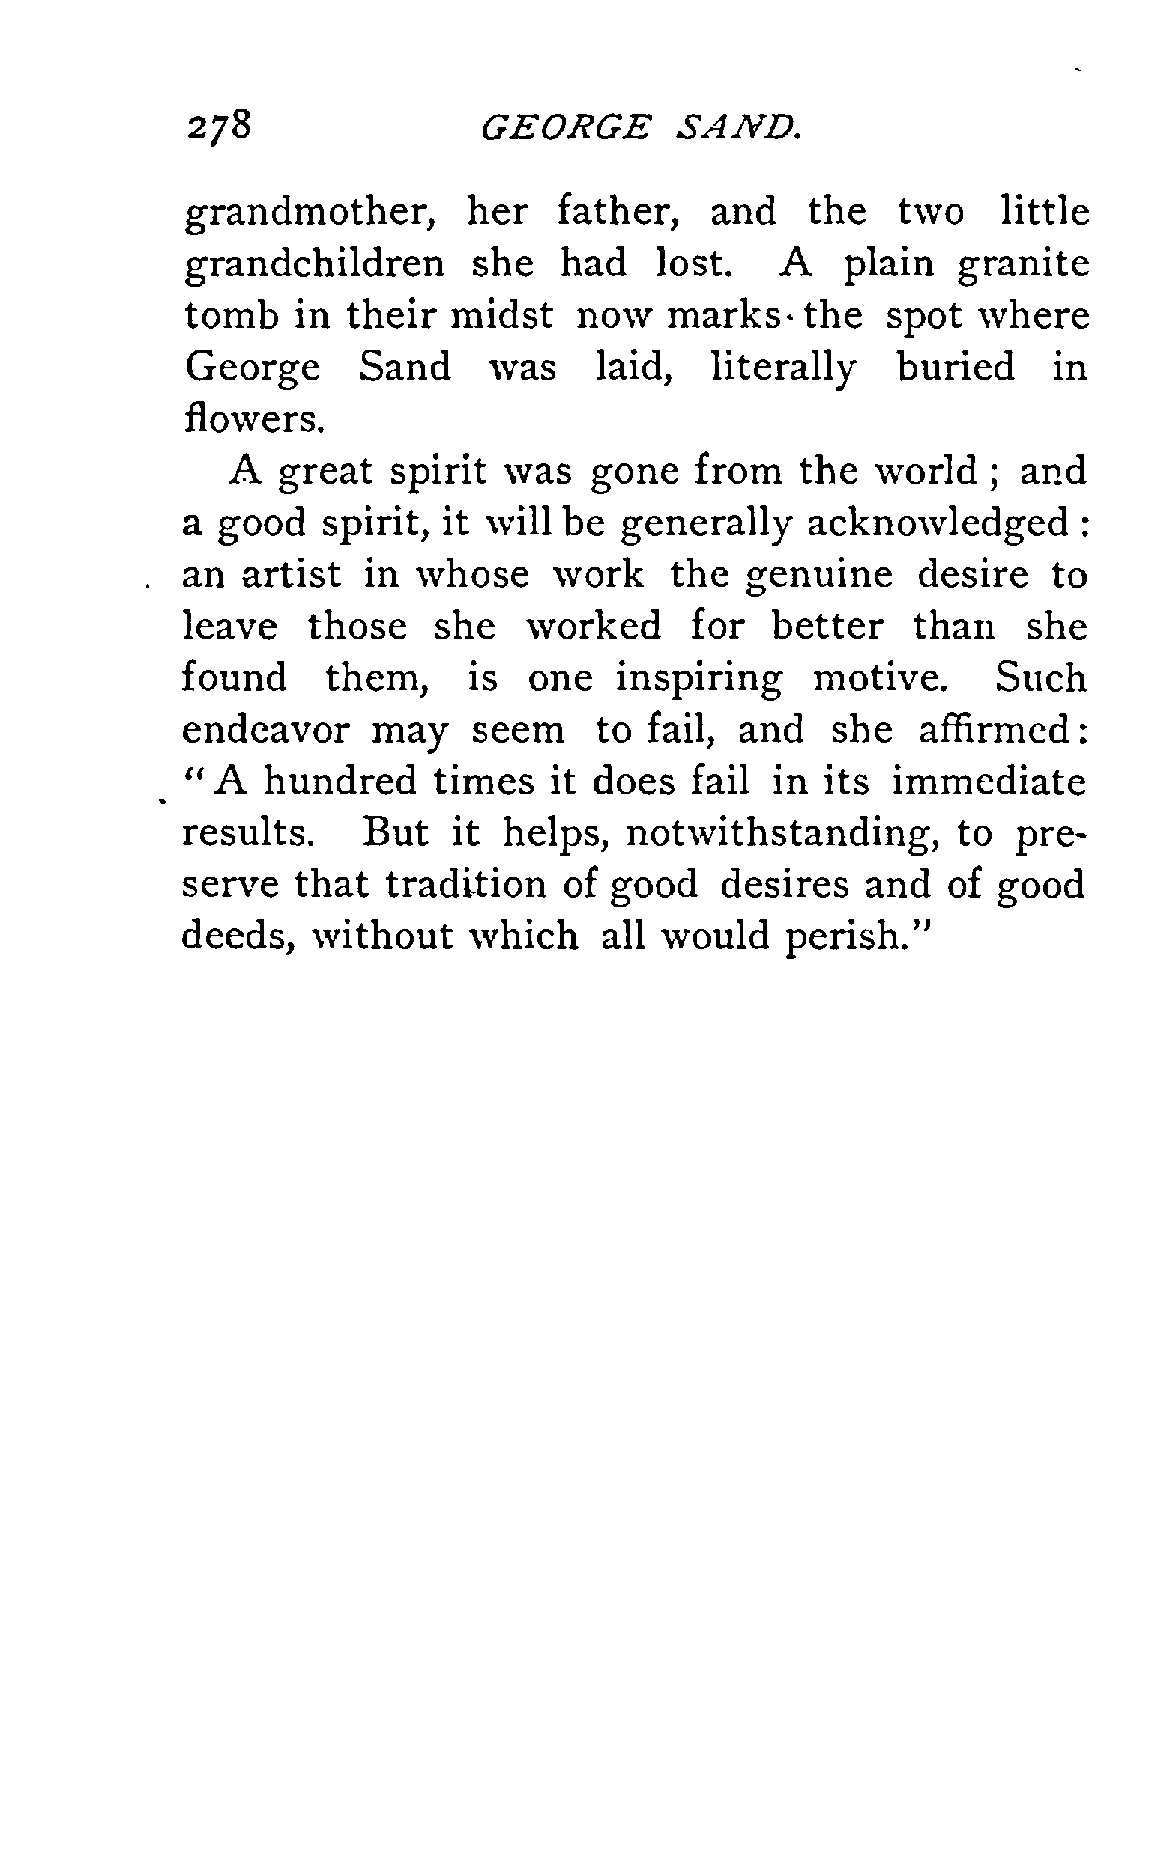 278 GEORGE SAND.
grandmother, her father, and the two little
grandchildren she had lost. A plain granite
tomb in their midst now marks the spot where
George Sand was laid, literally buried in
flowers.
A great spirit was gone from the world ; and
a good spirit, it will be generally acknowledged :
an artist in whose work the genuine desire to
leave those she worked for better than she
found them, is one inspiring motive. Such
endeavor may seem to fail, and she affirmed :
" A hundred times it does fail in its immediate
results. But it helps, notwithstanding, to pre-
serve that tradition of good desires and of good
deeds, without which all would perish."